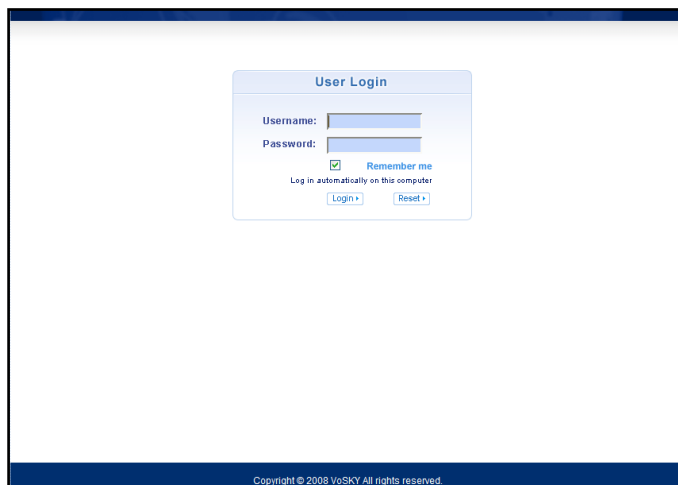 User Login
Username:
Password:
Remember me
Log in automatically on this computer
Login
Reset
Copyright © 2008 VoSKY All rights reserved.